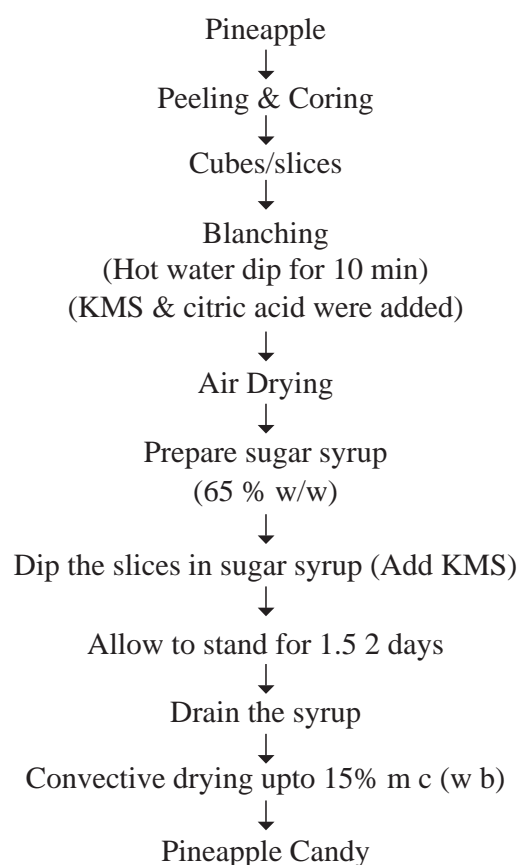 Pineapple
Peeling & Coring
Cubes/slices
Blanching
(Hot water dip for 10 min)
(KMS & citric acid were added)
Air Drying
Prepare sugar syrup
(65 % w/w)
Dip the slices in sugar syrup (Add KMS)
Allow to stand for 1.5 2 days
Drain the syrup
Convective drying upto 15% m c (w b)
Pineapple Candy